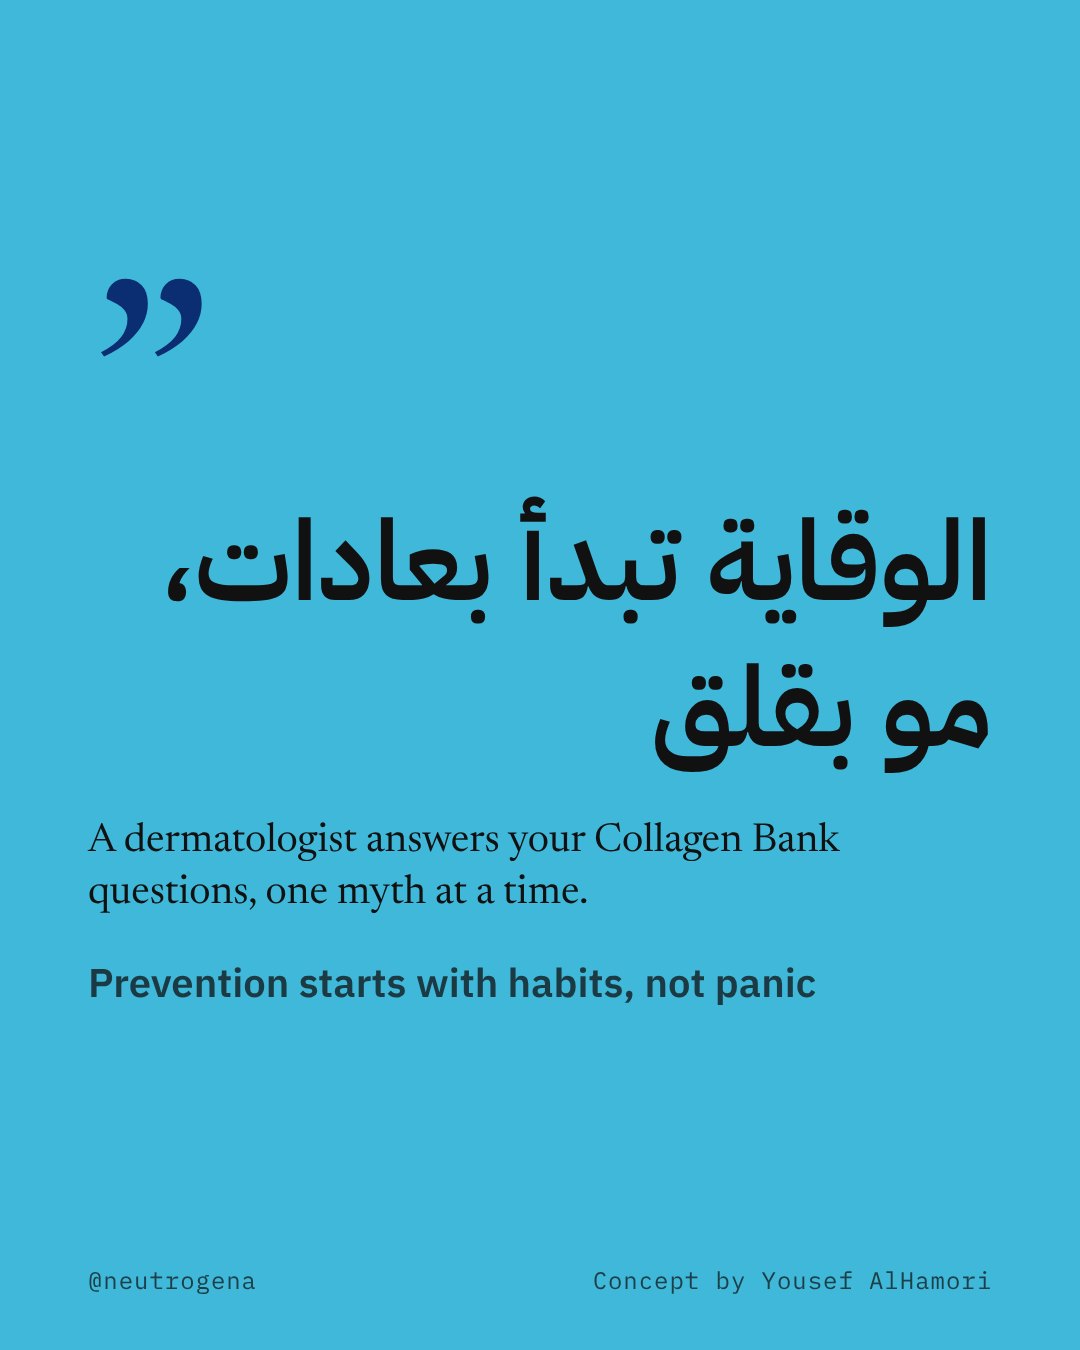 ”
الوقاية تبدأ بعادات،
مو بقلق
A dermatologist answers your Collagen Bank
questions, one myth at a time.
Prevention starts with habits, not panic
@neutrogena
Concept by Yousef AlHamori